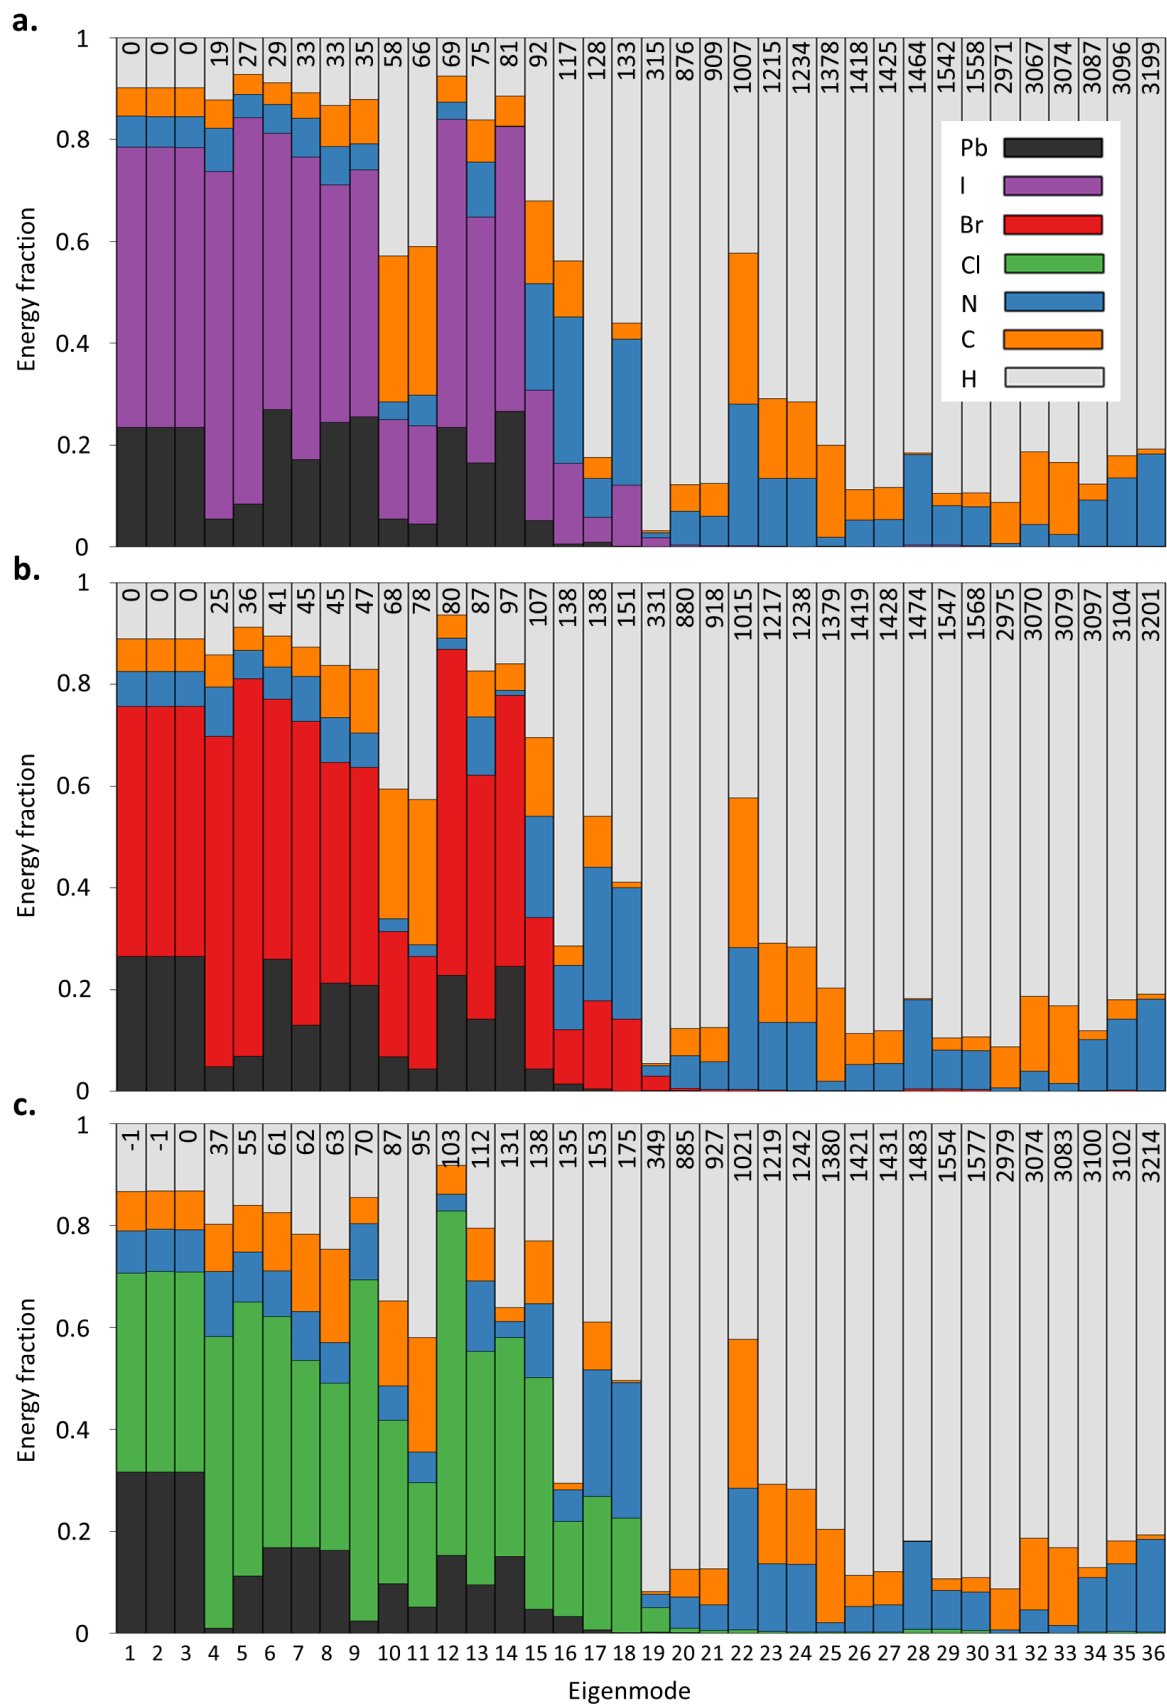 a.
1
0 0 0 19 27 29 33 33 35 58 66 69 75 81 92 117 128 133 315 876 909 1007 1215 1234 1378 1418 1425 1464 1542 1558 2971 3067 3074 3087 3096 3199
0.8
0.6
0.4
0.2
0
Energy fraction
Pb
I
Br
Cl
N
C
H
b.
1
0 0 0 25 36 41 45 45 47 68 78 80 87 97 107 138 138 151 331 880 918 1015 1217 1238 1379 1419 1428 1474 1547 1568 2975 3070 3079 3097 3104 3201
0.8
0.6
0.4
0.2
0
Energy fraction
c.
1
-1 -1 0 37 55 61 62 63 70 87 95 103 112 131 138 135 153 175 349 885 927 1021 1219 1242 1380 1421 1431 1483 1554 1577 2979 3074 3083 3100 3102 3214
0.8
0.6
0.4
0.2
0
Energy fraction
1 2 3 4 5 6 7 8 9 10 11 12 13 14 15 16 17 18 19 20 21 22 23 24 25 26 27 28 29 30 31 32 33 34 35 36
Eigenmode